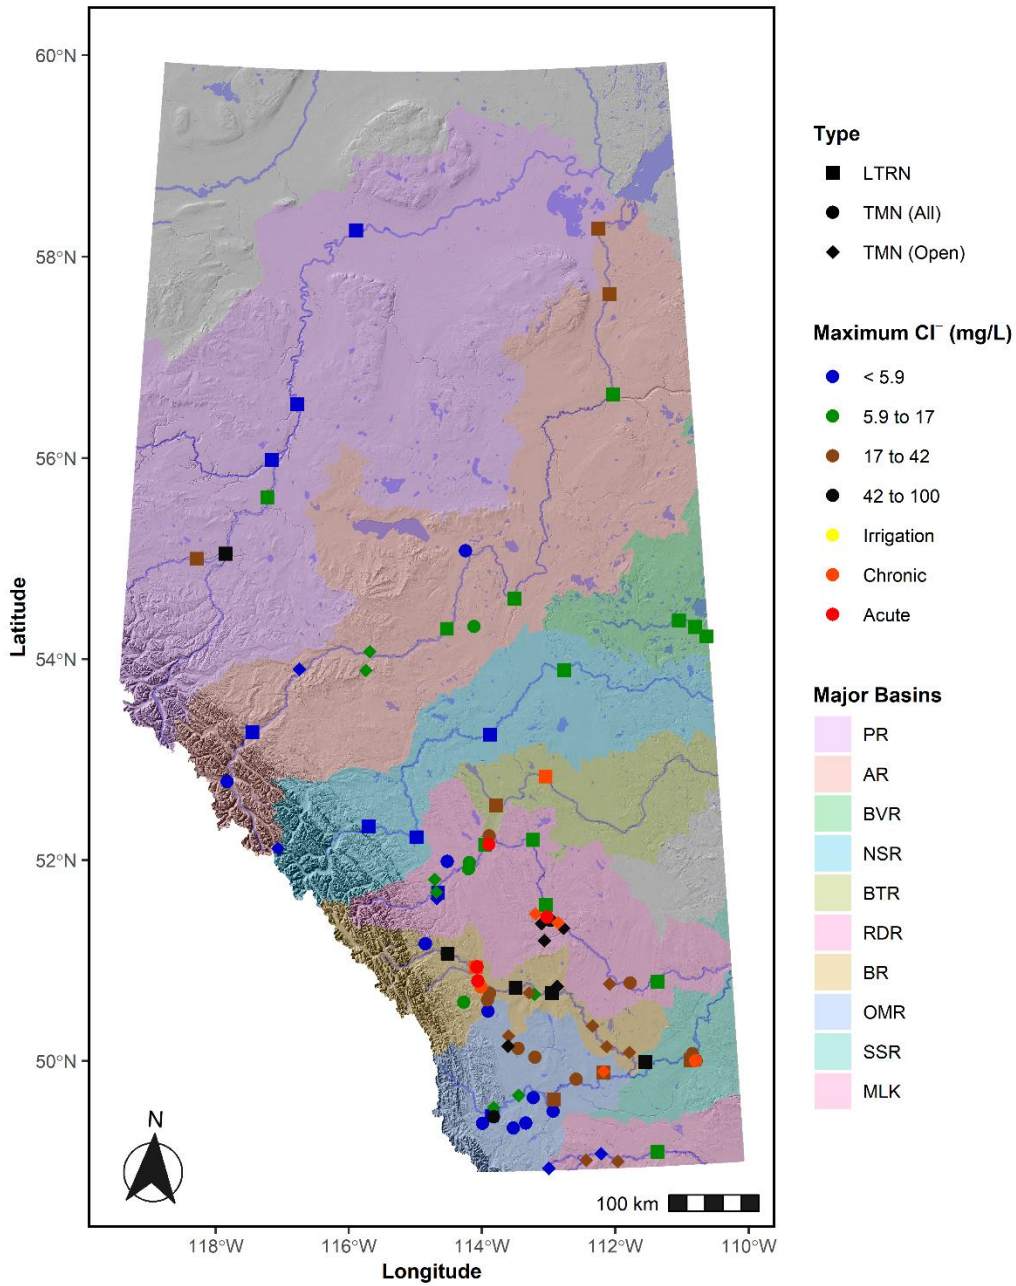 60°N
58°N
56°N
54°N
52°N
50°N
Latitude
118°W
116°W
114°W
112°W
110°W
Longitude
N
100 km
Type
LTRN
TMN (All)
TMN (Open)
Maximum Cl⁻ (mg/L)
< 5.9
5.9 to 17
17 to 42
42 to 100
Irrigation
Chronic
Acute
Major Basins
PR
AR
BVR
NSR
BTR
RDR
BR
OMR
SSR
MLK